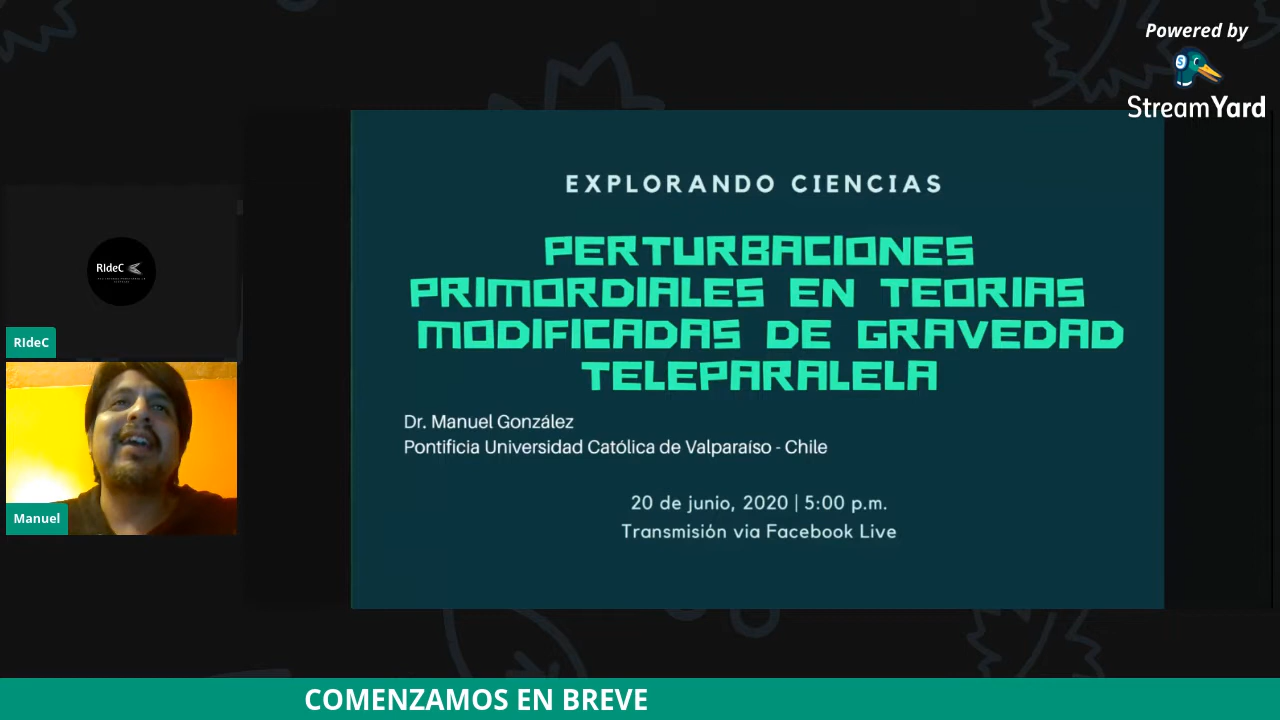 Powered by
StreamYard
EXPLORANDO CIENCIAS
PERTURBACIONES
PRIMORDIALES EN TEORIAS
MODIFICADAS DE GRAVEDAD
TELEPARALELA
Dr. Manuel González
Pontificia Universidad Católica de Valparaíso - Chile
20 de junio, 2020 | 5:00 p.m.
Transmisión via Facebook Live
RIdeC
RIdeC
Manuel
COMENZAMOS EN BREVE